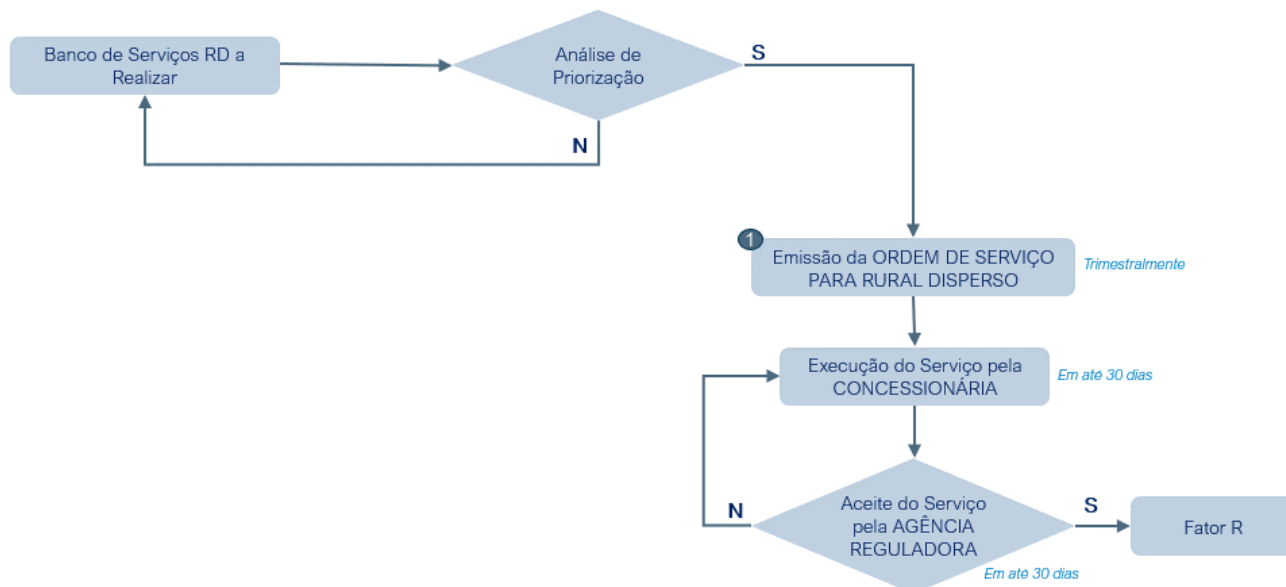 Banco de Serviços RD a
Realizar
Análise de
Priorização
S
N
1
Emissão da ORDEM DE SERVIÇO
PARA RURAL DISPERSO
Trimestralmente
Execução do Serviço pela
CONCESSIONÁRIA
Em até 30 dias
Aceite do Serviço
pela AGÊNCIA
REGULADORA
N
S
Fator R
Em até 30 dias